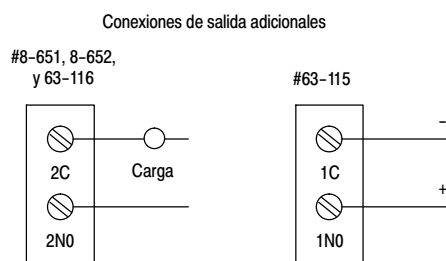 Conexiones de salida adicionales
#8-651, 8-652,
y 63-116
2C
Carga
2N0
#63-115
-
1C
+
1N0